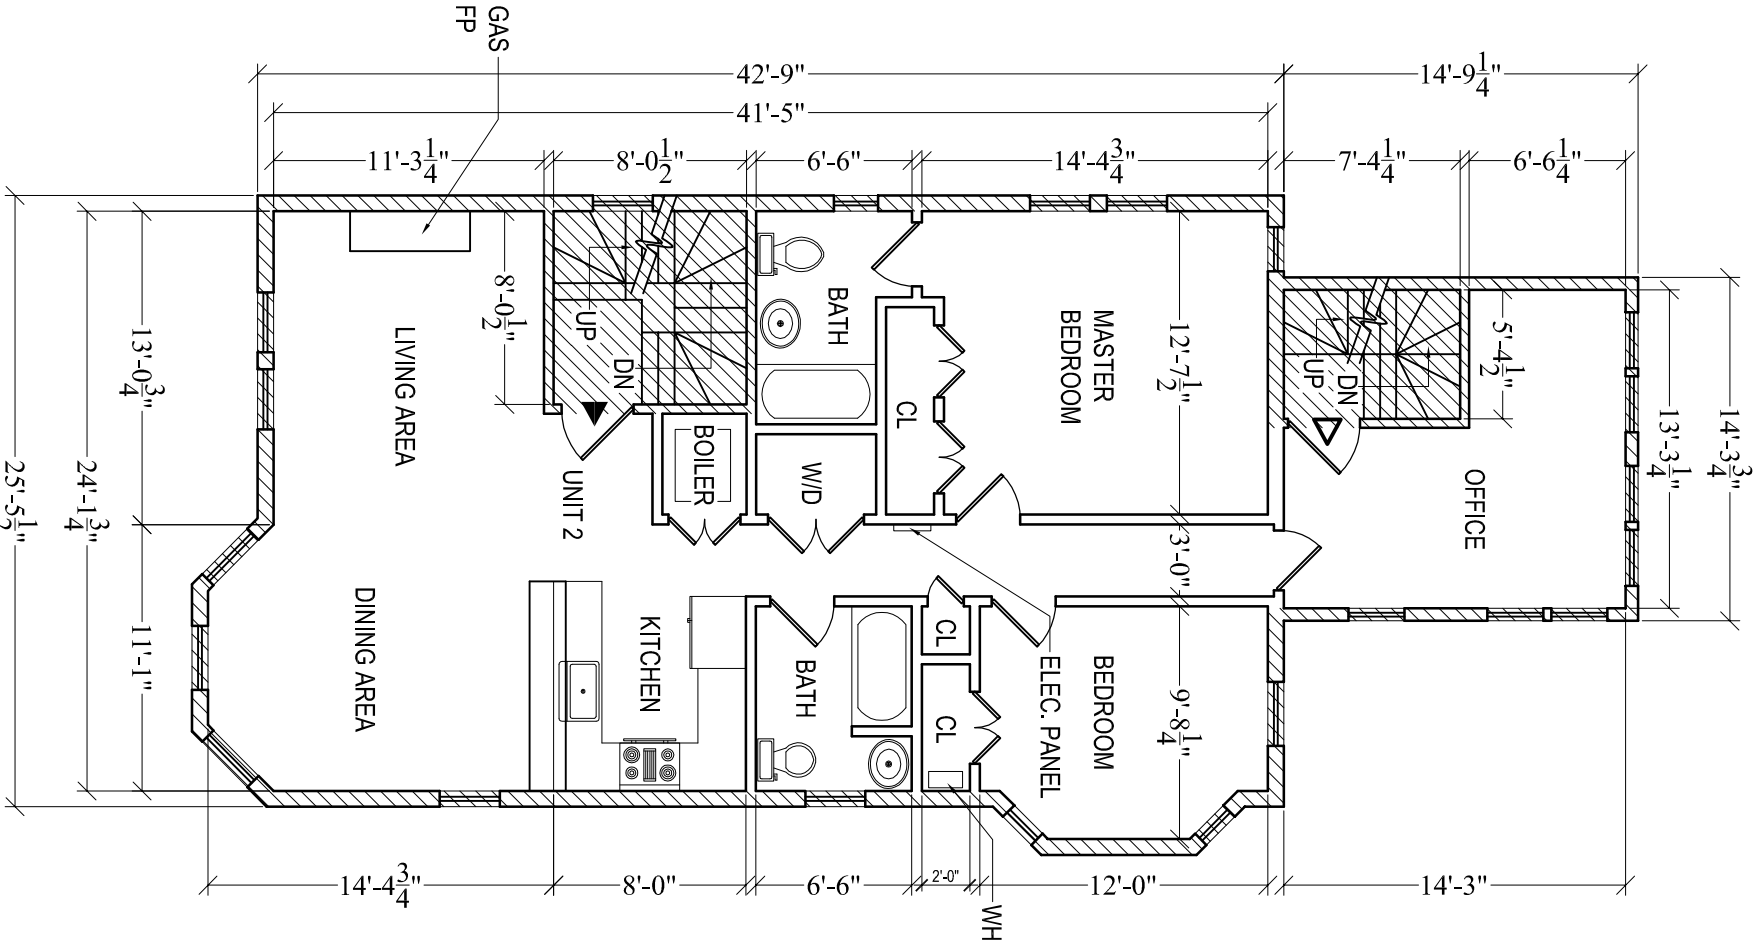 GAS
FP
42'-9"
14'-9 1/4"
41'-5"
11'-3 1/4"
8'-0 1/2"
6'-6"
14'-4 3/4"
7'-4 1/4"
6'-6 1/4"
8'-0 1/2"
UP
DN
BATH
MASTER
BEDROOM
12'-7 1/2"
UP
DN
5'-4 1/2"
13'-0 3/4"
LIVING AREA
CL
BOILER
W/D
UNIT 2
OFFICE
13'-3 1/4"
14'-3 3/4"
25'-5 1/2"
24'-1 3/4"
3'-0"
11'-1"
DINING AREA
KITCHEN
BATH
CL
CL
ELEC. PANEL
BEDROOM
9'-8 1/4"
14'-4 3/4"
8'-0"
6'-6"
2'-0"
12'-0"
14'-3"
WH